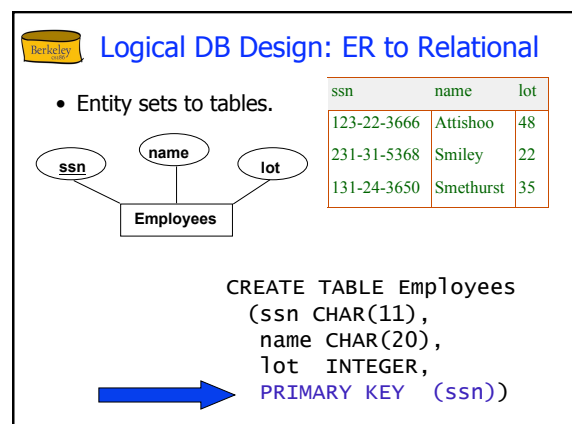 Berkeley
cs186
Logical DB Design: ER to Relational
• Entity sets to tables.
ssn name lot
123-22-3666 Attishoo 48
231-31-5368 Smiley 22
131-24-3650 Smethurst 35
ssn
name
lot
Employees
CREATE TABLE Employees
(ssn CHAR(11),
name CHAR(20),
lot INTEGER,
PRIMARY KEY (ssn))